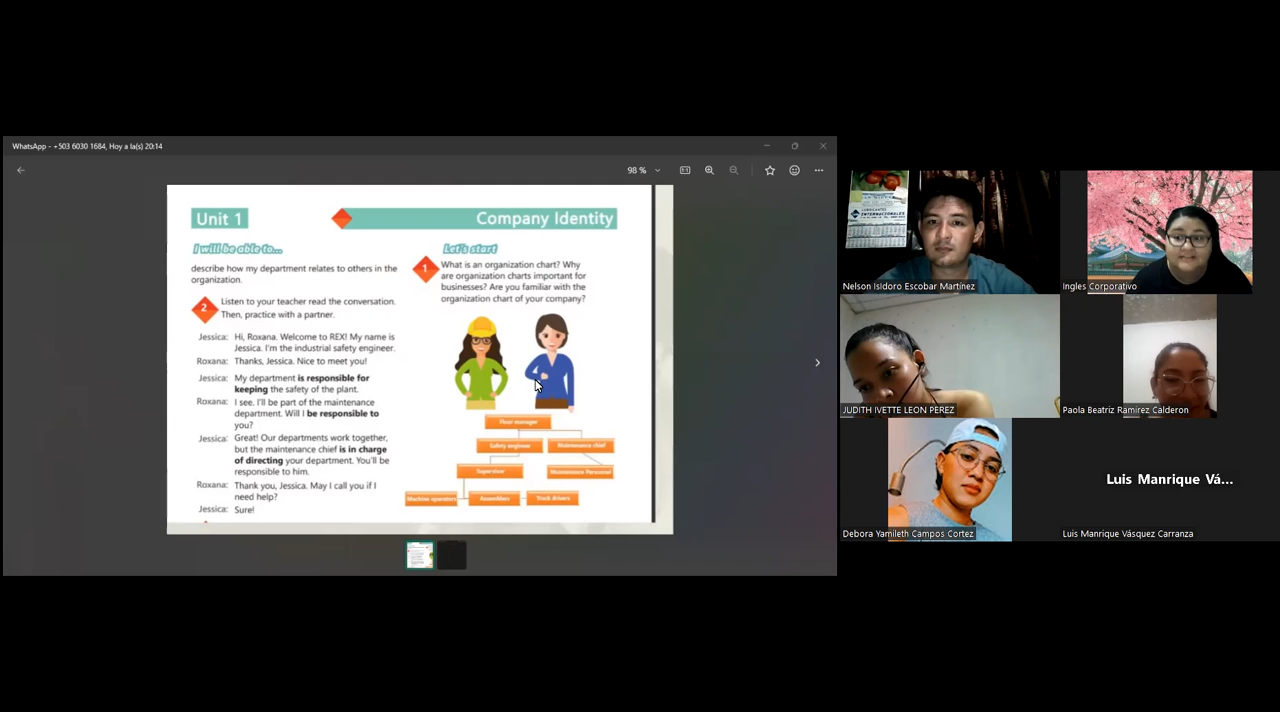 WhatsApp - +503 6030 1684, Hoy a la(s) 20:14
98 %
Unit 1
Company Identity
I will be able to...
describe how my department relates to others in the
organization.
2
Listen to your teacher read the conversation.
Then, practice with a partner.
Jessica: Hi, Roxana. Welcome to REX! My name is
Jessica. I'm the industrial safety engineer.
Roxana: Thanks, Jessica. Nice to meet you!
Jessica: My department is responsible for
keeping the safety of the plant.
Roxana: I see. I'll be part of the maintenance
department. Will I be responsible to
you?
Jessica: Great! Our departments work together,
but the maintenance chief is in charge
of directing your department. You'll be
responsible to him.
Roxana: Thank you, Jessica. May I call you if I
need help?
Jessica: Sure!
Let's start
1
What is an organization chart? Why
are organization charts important for
businesses? Are you familiar with the
organization chart of your company?
Floor manager
Safety engineer
Maintenance chief
Supervisor
Maintenance Personnel
Machine operators
Assemblers
Truck drivers
INTERNACIONALES
Nelson Isidoro Escobar Martínez
Ingles Corporativo
JUDITH IVETTE LEON PEREZ
Paola Beatriz Ramirez Calderon
Debora Yamileth Campos Cortez
Luis Manrique Vá...
Luis Manrique Vásquez Carranza